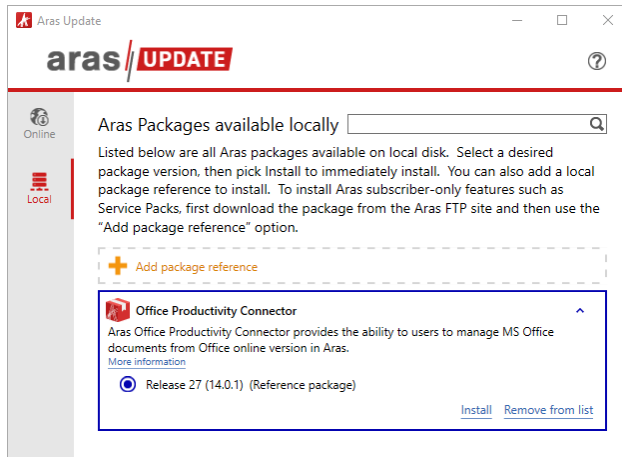 Aras Update
aras UPDATE
Online
Local
Aras Packages available locally
Listed below are all Aras packages available on local disk. Select a desired
package version, then pick Install to immediately install. You can also add a local
package reference to install. To install Aras subscriber-only features such as
Service Packs, first download the package from the Aras FTP site and then use the
“Add package reference” option.
Add package reference
Office Productivity Connector
Aras Office Productivity Connector provides the ability to users to manage MS Office
documents from Office online version in Aras.
More information
Release 27 (14.0.1) (Reference package)
Install Remove from list